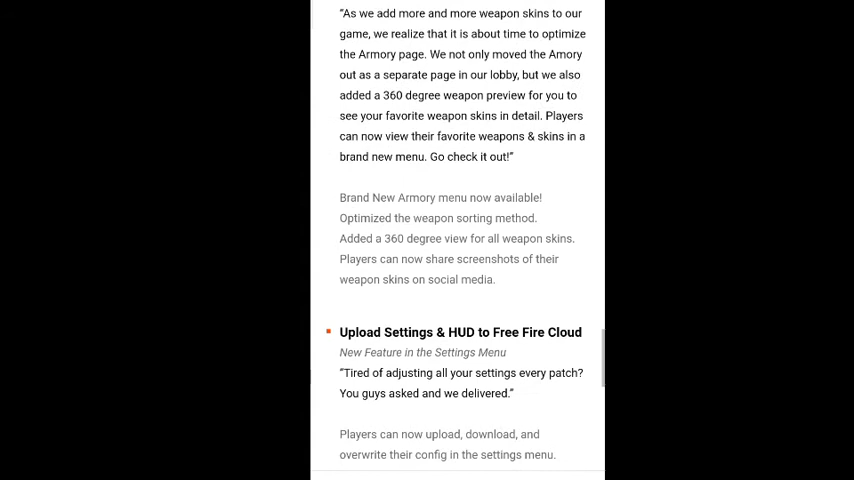 “As we add more and more weapon skins to our
game, we realize that it is about time to optimize
the Armory page. We not only moved the Amory
out as a separate page in our lobby, but we also
added a 360 degree weapon preview for you to
see your favorite weapon skins in detail. Players
can now view their favorite weapons & skins in a
brand new menu. Go check it out!”
Brand New Armory menu now available!
Optimized the weapon sorting method.
Added a 360 degree view for all weapon skins.
Players can now share screenshots of their
weapon skins on social media.
Upload Settings & HUD to Free Fire Cloud
New Feature in the Settings Menu
“Tired of adjusting all your settings every patch?
You guys asked and we delivered.”
Players can now upload, download, and
overwrite their config in the settings menu.